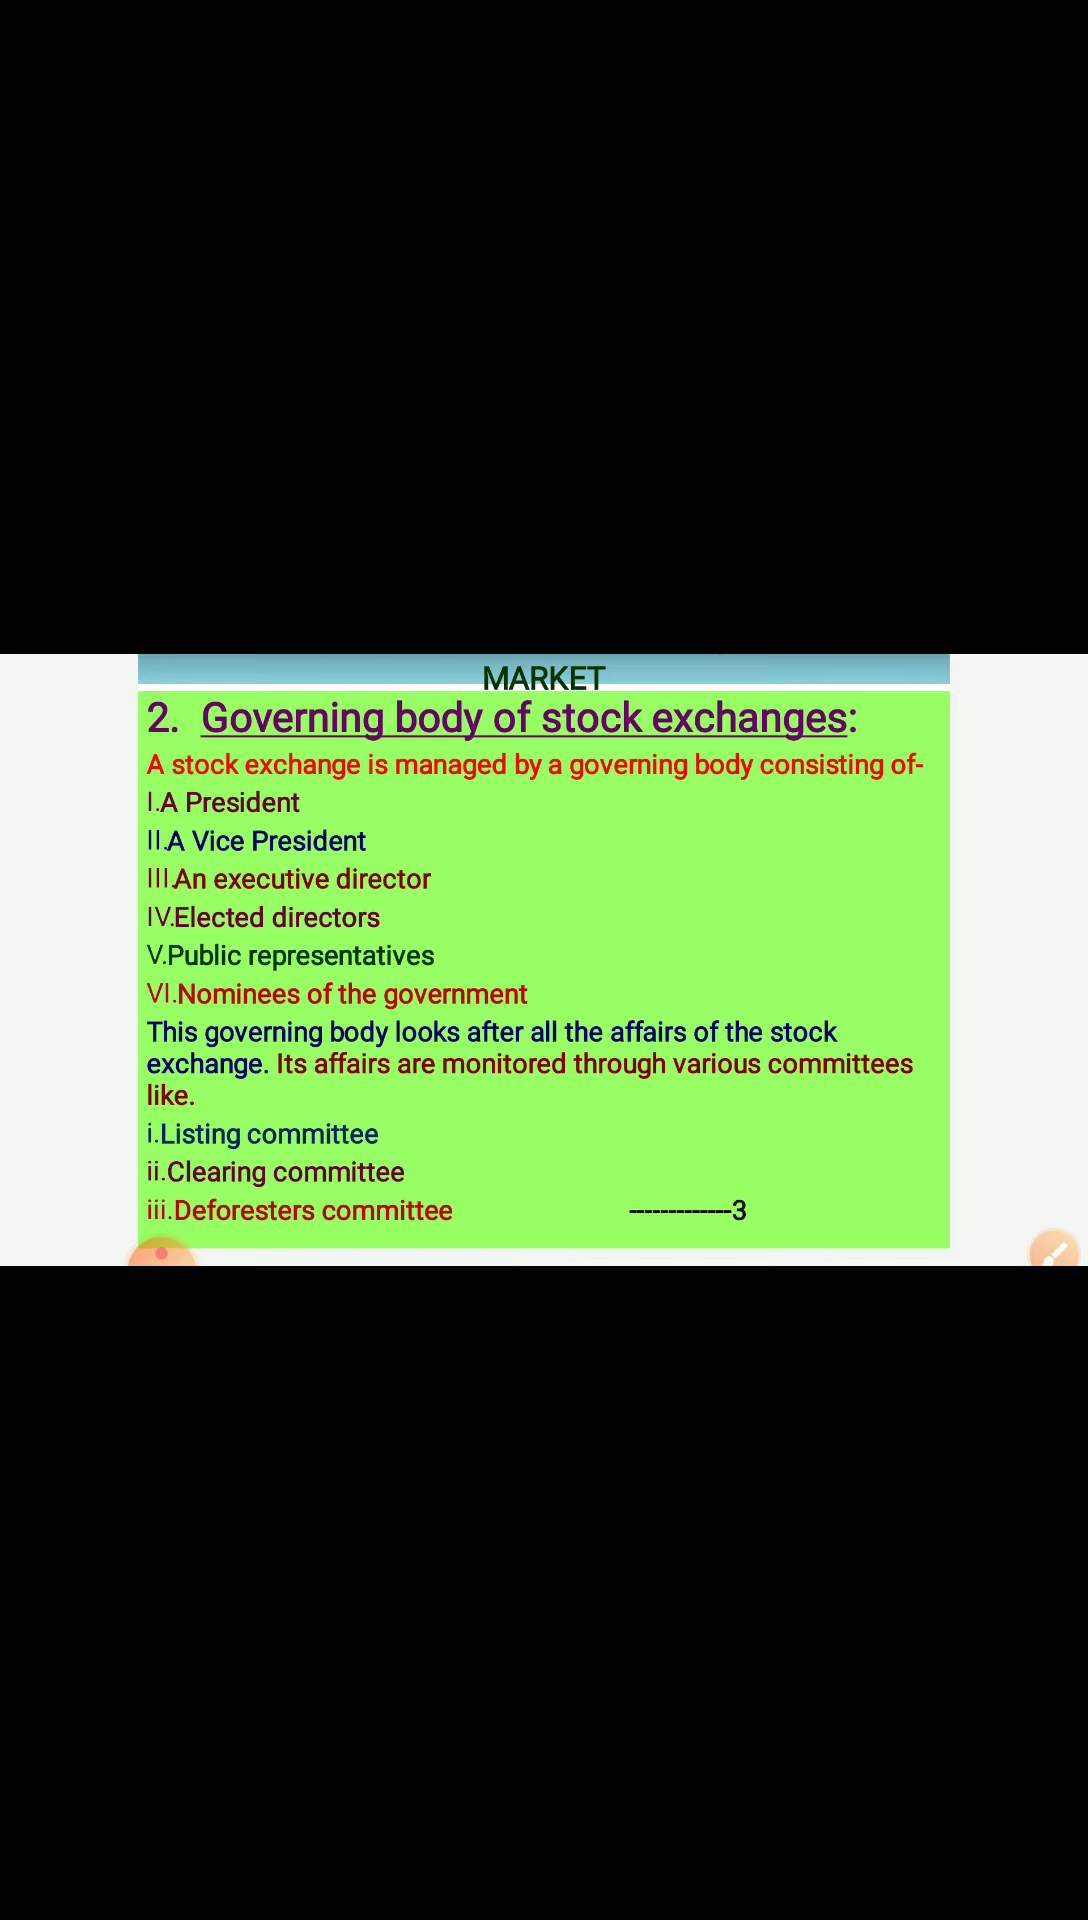 MARKET
2. Governing body of stock exchanges:
A stock exchange is managed by a governing body consisting of-
I.A President
II.A Vice President
III.An executive director
IV.Elected directors
V.Public representatives
VI.Nominees of the government
This governing body looks after all the affairs of the stock
exchange. Its affairs are monitored through various committees
like.
i.Listing committee
ii.Clearing committee
iii.Deforesters committee -------------3